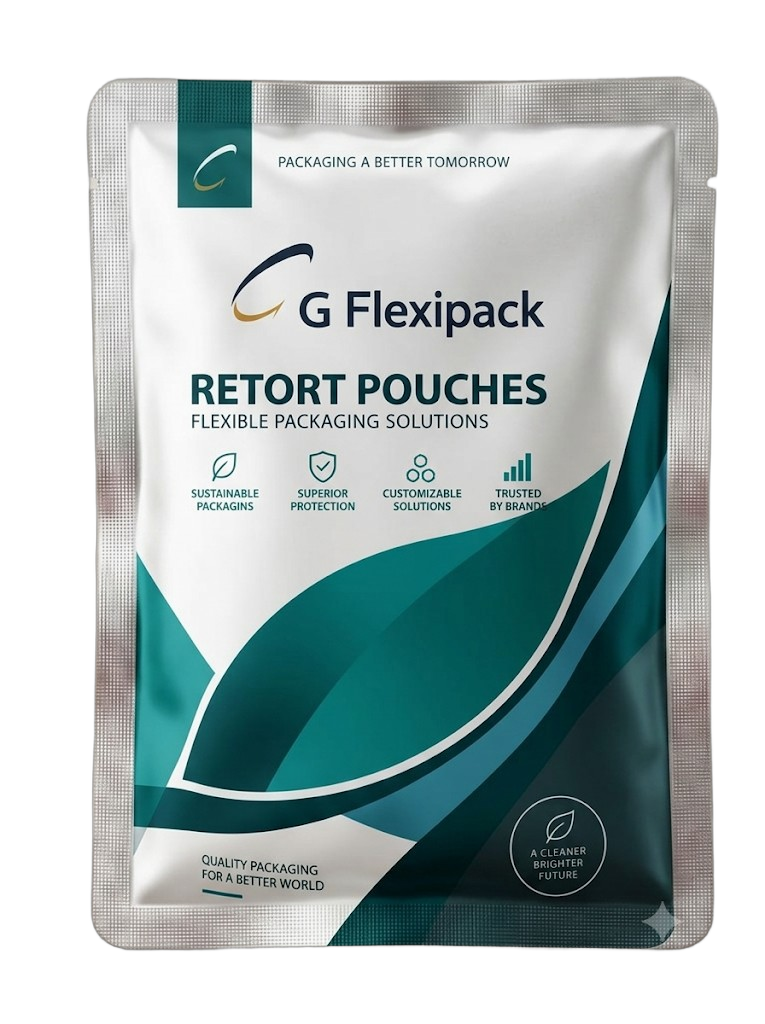 PACKAGING A BETTER TOMORROW
G Flexipack
RETORT POUCHES
FLEXIBLE PACKAGING SOLUTIONS
SUSTAINABLE
PACKAGINS
SUPERIOR
PROTECTION
CUSTOMIZABLE
SOLUTIONS
TRUSTED
BY BRANDS
QUALITY PACKAGING
FOR A BETTER WORLD
A CLEANER
BRIGHTER
FUTURE